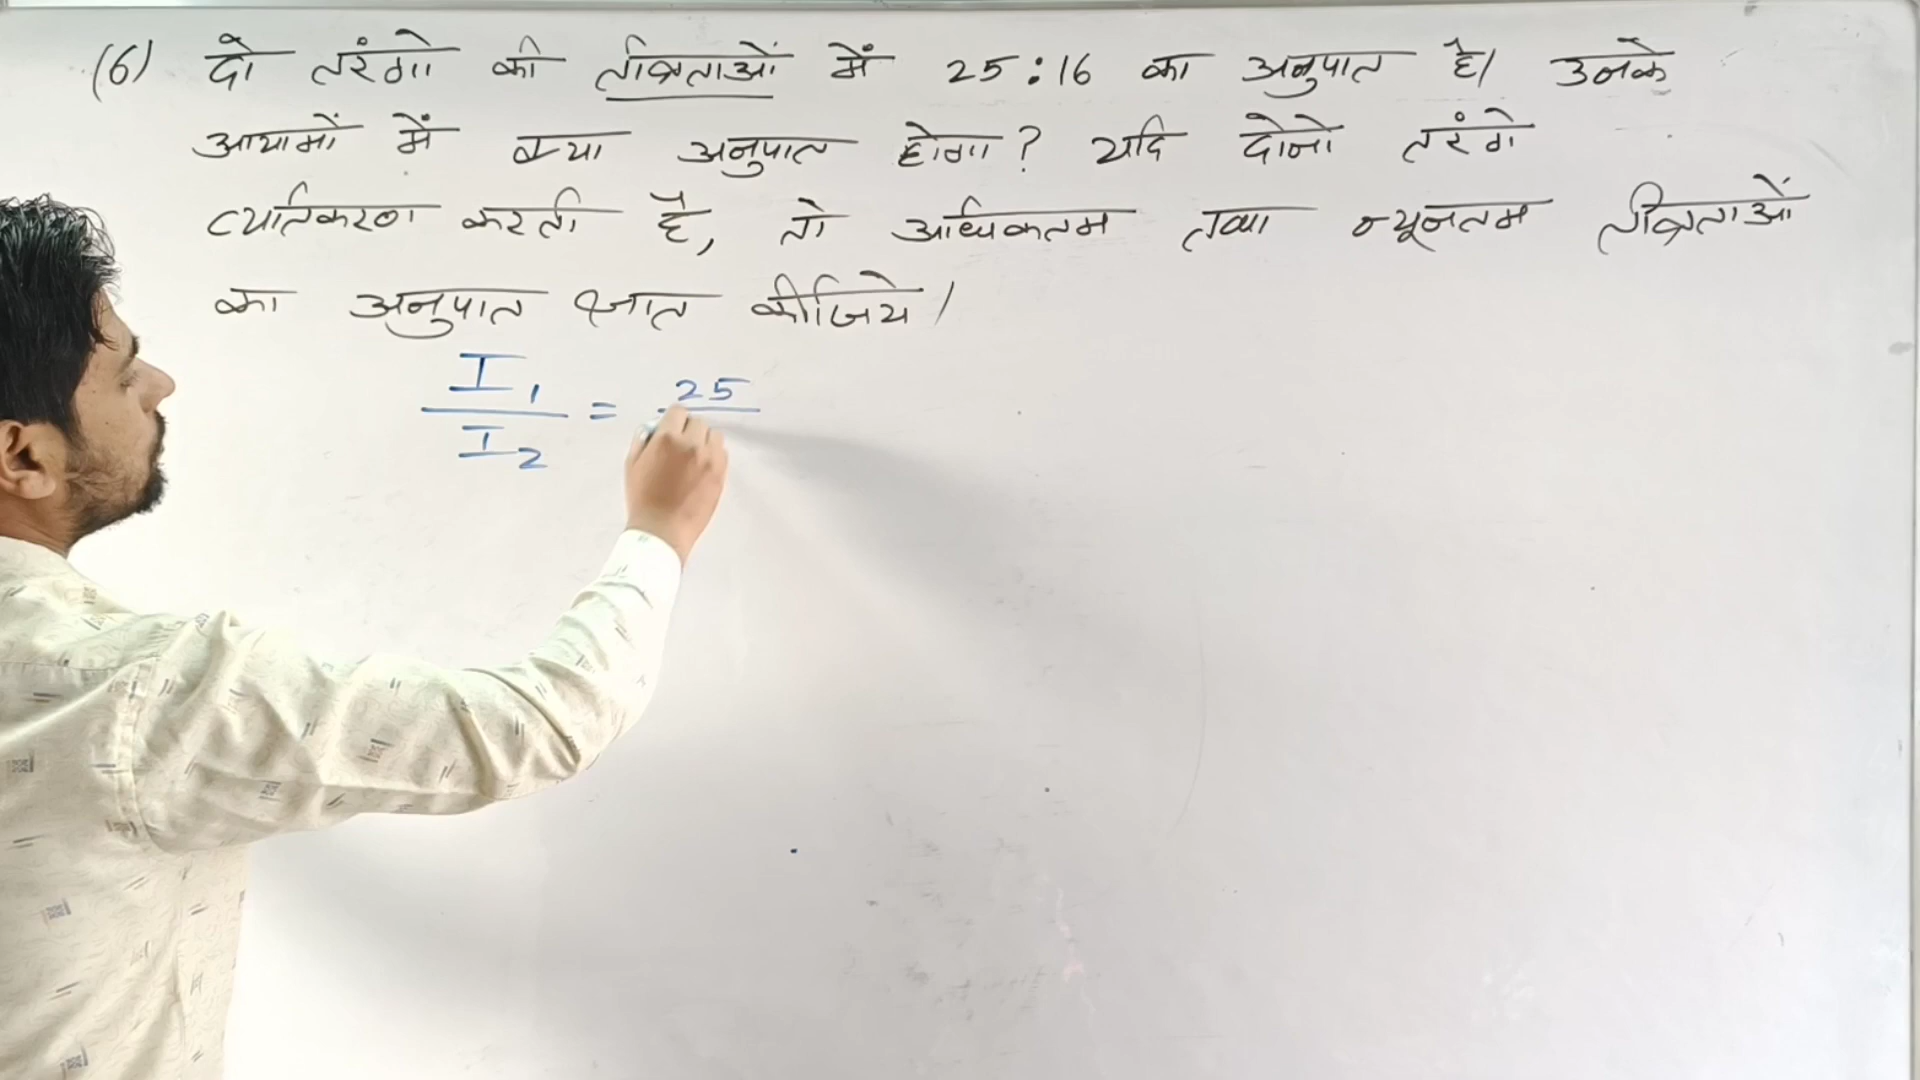 (6) दो तरंगो की तीव्रताओं में 25:16 का अनुपात है। उनके
आयामों में क्या अनुपात होगा? यदि दोनो तरंगे
व्यतिकरण करती है, तो अधिकतम तथा न्यूनतम तीव्रताओं
का अनुपात ज्ञात कीजिये।
I₁/I₂ = 25